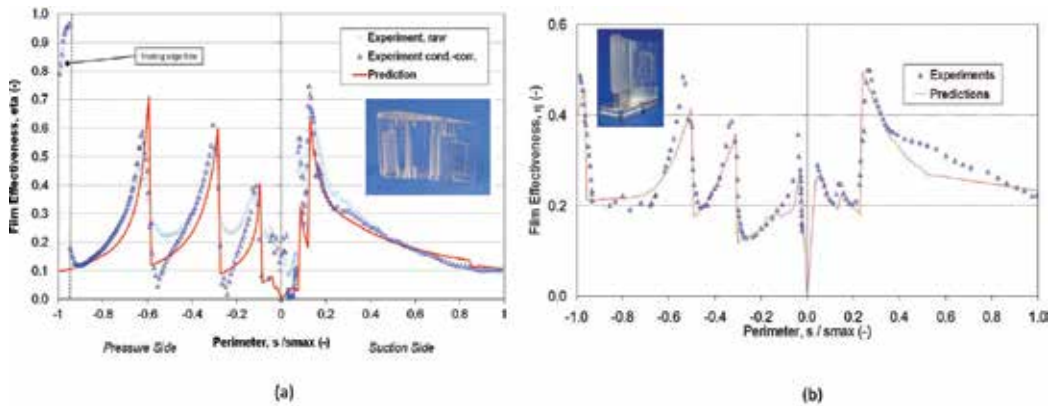 Film Effectiveness, eta (-)
1.0
0.9
0.8
0.7
0.6
0.5
0.4
0.3
0.2
0.1
0.0
Experiment, raw
Experiment cond.-corr.
Prediction
-1 -0.8 -0.6 -0.4 -0.2 0 0.2 0.4 0.6 0.8 1
Pressure Side
Perimeter, s /smax (-)
Suction Side
(a)
Film Effectiveness, η (-)
0.6
0.4
0.2
0.0
Experiments
Predictions
-1.0 -0.8 -0.6 -0.4 -0.2 0.0 0.2 0.4 0.6 0.8 1.0
Perimeter, s / smax (-)
(b)